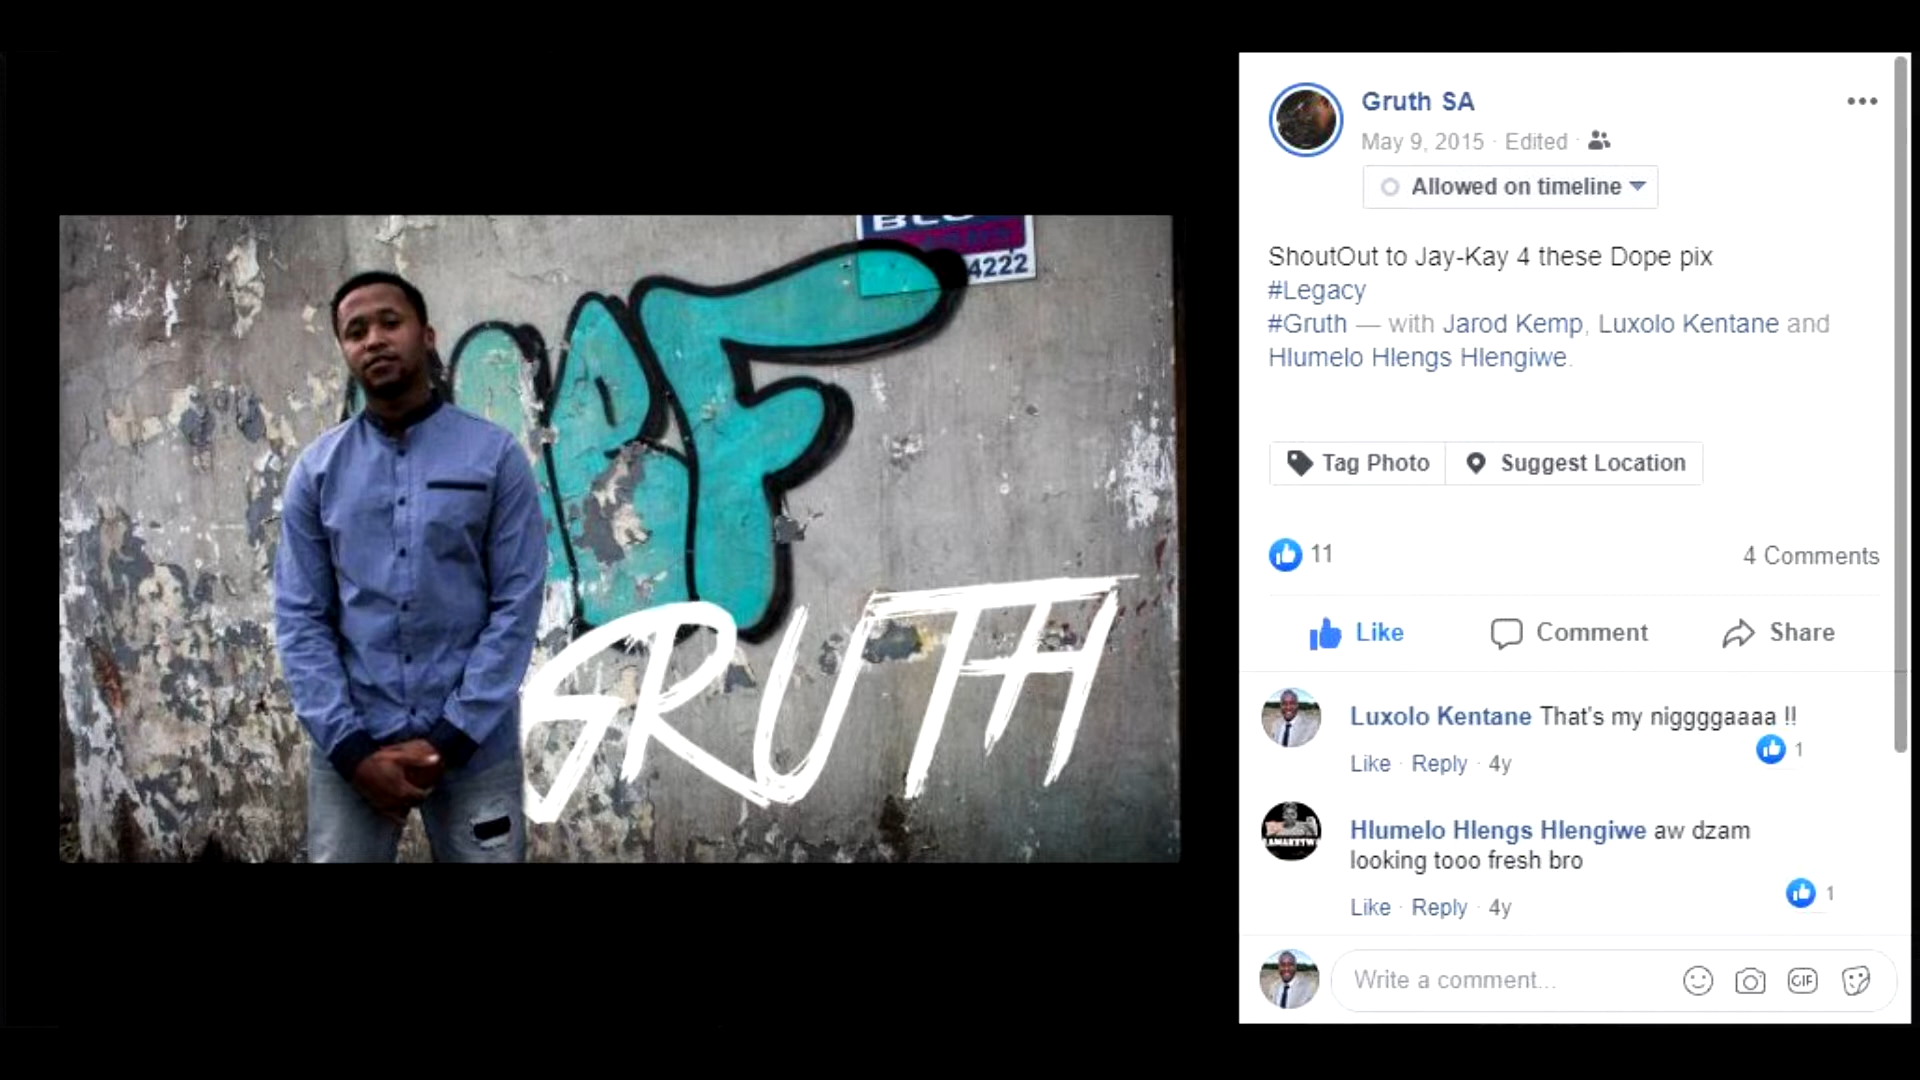 BLU
4222
GRUTH
Gruth SA
May 9, 2015 · Edited ·
Allowed on timeline
ShoutOut to Jay-Kay 4 these Dope pix
#Legacy
#Gruth — with Jarod Kemp, Luxolo Kentane and
Hlumelo Hlengs Hlengiwe.
Tag Photo
Suggest Location
11
4 Comments
Like
Comment
Share
Luxolo Kentane That's my niggggaaaa !!
1
Like · Reply · 4y
Hlumelo Hlengs Hlengiwe aw dzam
looking tooo fresh bro
1
Like · Reply · 4y
Write a comment...
GIF